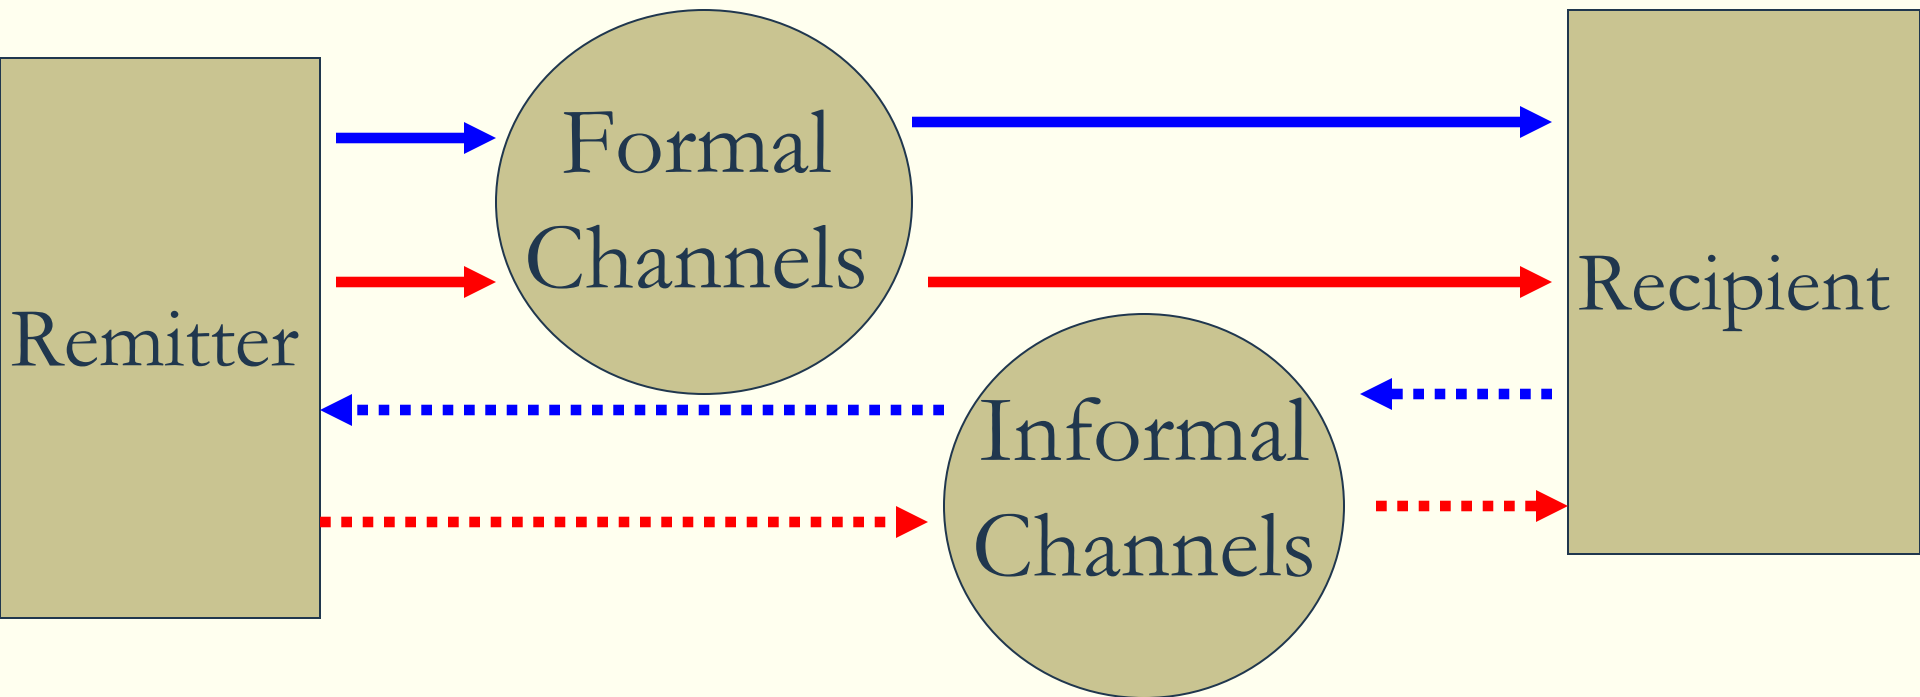 Remitter
Formal
Channels
Informal
Channels
Recipient